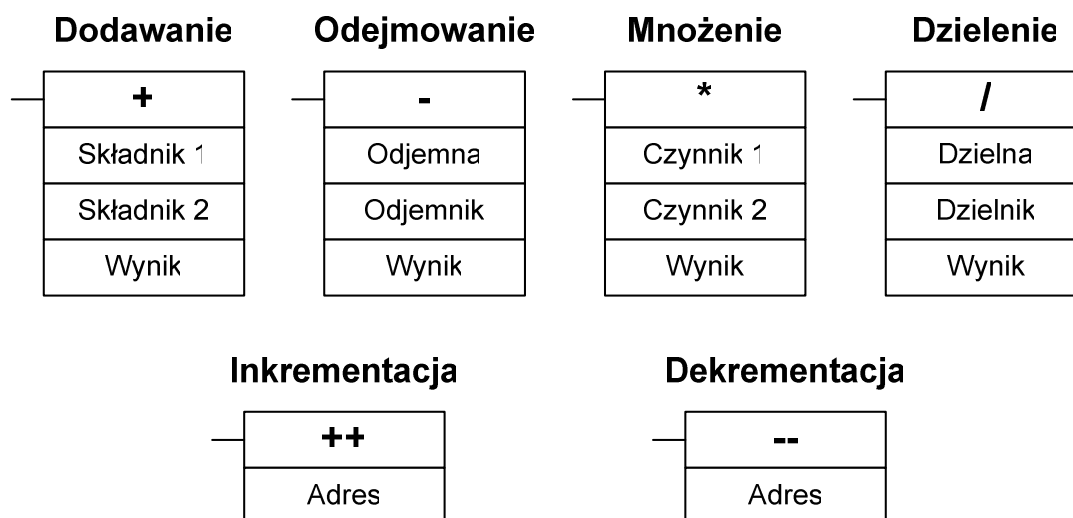 Dodawanie Odejmowanie Mnożenie Dzielenie
+ - * /
Składnik 1 Odjemna Czynnik 1 Dzielna
Składnik 2 Odjemnik Czynnik 2 Dzielnik
Wynik Wynik Wynik Wynik
Inkrementacja Dekrementacja
++ --
Adres Adres